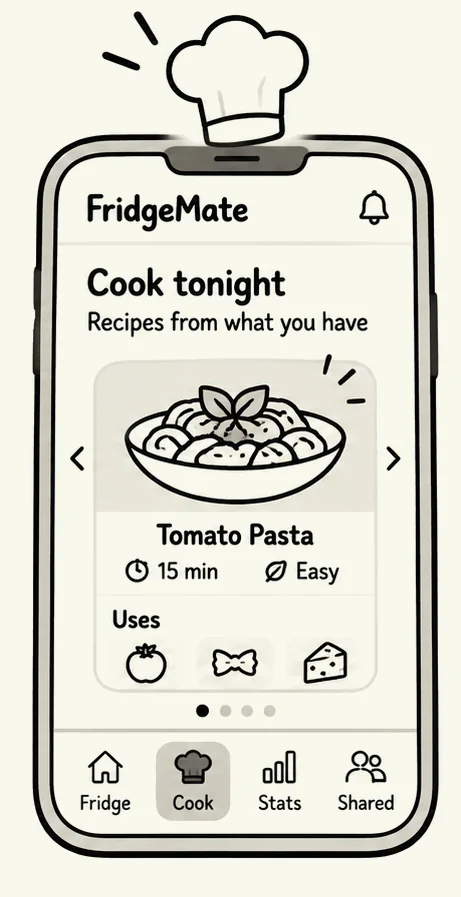 FridgeMate
Cook tonight
Recipes from what you have
Tomato Pasta
15 min Easy
Uses
Fridge Cook Stats Shared